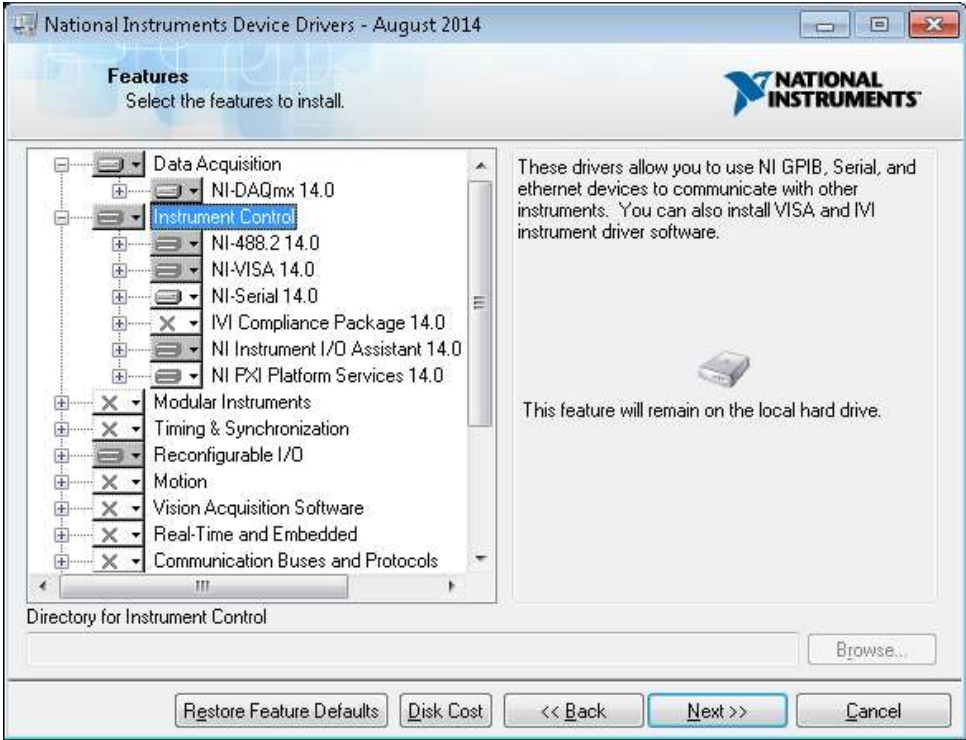 National Instruments Device Drivers - August 2014
Features
Select the features to install.
NATIONAL
INSTRUMENTS
Data Acquisition
NI-DAQmx 14.0
Instrument Control
NI-488.2 14.0
NI-VISA 14.0
NI-Serial 14.0
IVI Compliance Package 14.0
NI Instrument I/O Assistant 14.0
NI PXI Platform Services 14.0
Modular Instruments
Timing & Synchronization
Reconfigurable I/O
Motion
Vision Acquisition Software
Real-Time and Embedded
Communication Buses and Protocols
These drivers allow you to use NI GPIB, Serial, and
ethernet devices to communicate with other
instruments. You can also install VISA and IVI
instrument driver software.
This feature will remain on the local hard drive.
Directory for Instrument Control
Browse...
Restore Feature Defaults
Disk Cost
<< Back
Next >>
Cancel